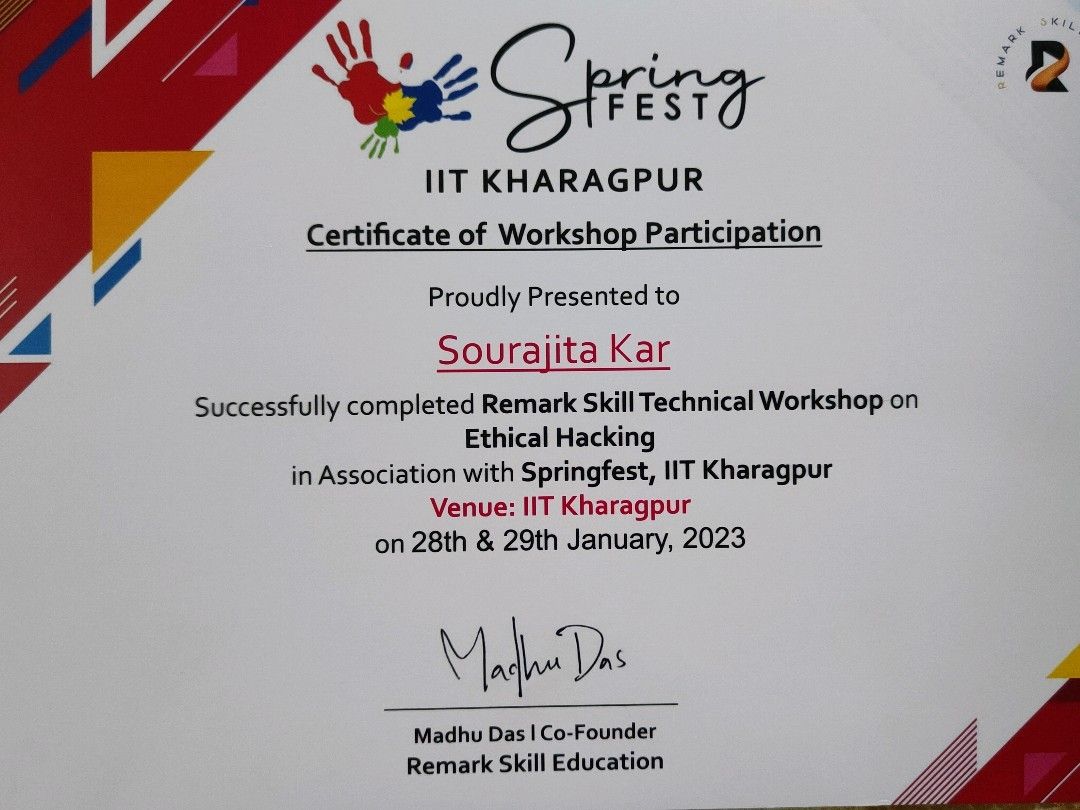 Spring
FEST
REMARK SKILL
IIT KHARAGPUR
Certificate of Workshop Participation
Proudly Presented to
Sourajita Kar
Successfully completed Remark Skill Technical Workshop on
Ethical Hacking
in Association with Springfest, IIT Kharagpur
Venue: IIT Kharagpur
on 28th & 29th January, 2023
Madhu Das
Madhu Das | Co-Founder
Remark Skill Education